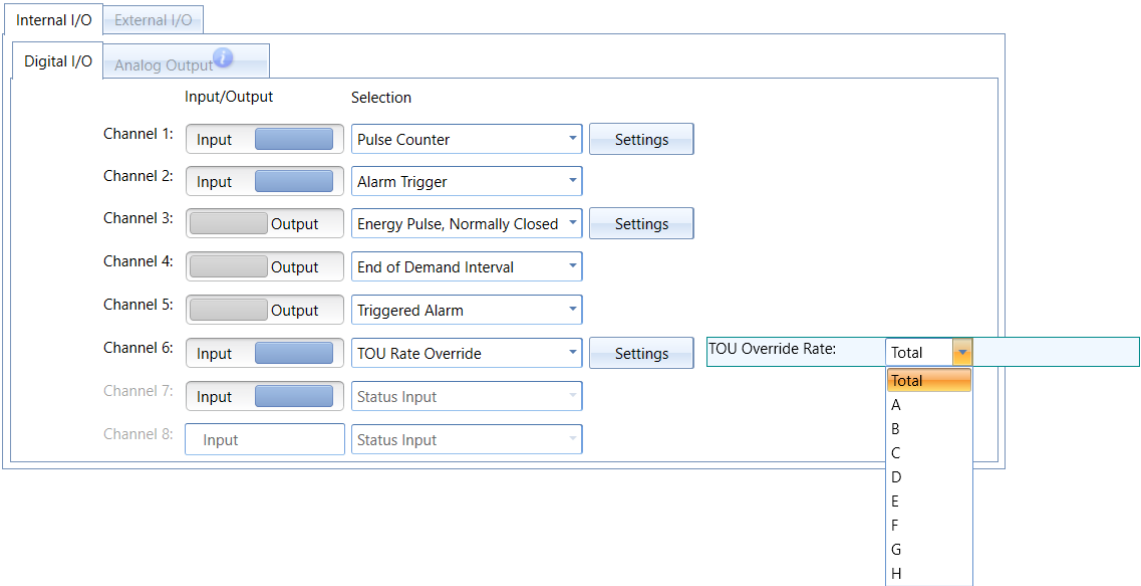 Internal I/O External I/O
Digital I/O Analog Output i
Input/Output Selection
Channel 1: Input Pulse Counter Settings
Channel 2: Input Alarm Trigger
Channel 3: Output Energy Pulse, Normally Closed Settings
Channel 4: Output End of Demand Interval
Channel 5: Output Triggered Alarm
Channel 6: Input TOU Rate Override Settings TOU Override Rate: Total
Total
Channel 7: Input Status Input
A
B
Channel 8: Input Status Input
C
D
E
F
G
H